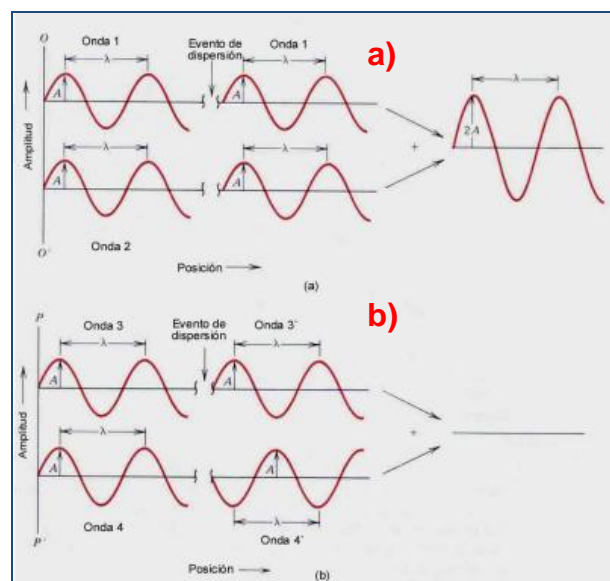 O
Onda 1
Evento de
dispersión
Onda 1
a)
λ
λ
λ
A
A
2A
Amplitud
+
λ
λ
A
A
Onda 2
O'
Posición
(a)
P
Onda 3
Evento de
dispersión
Onda 3'
b)
λ
λ
A
A
Amplitud
+
λ
A
A
Onda 4
λ
Onda 4'
P'
Posición
(b)